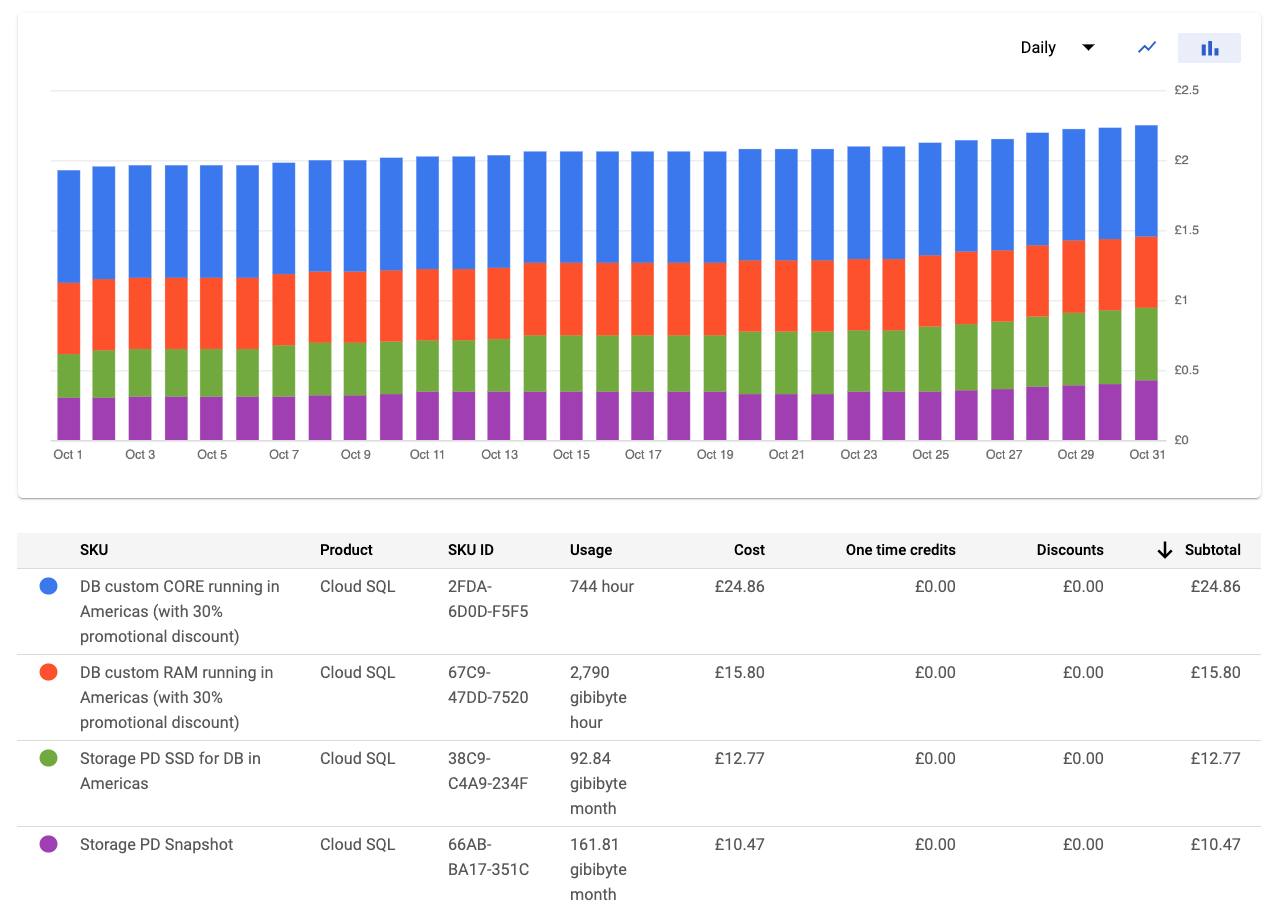 Daily
£2.5
£2
£1.5
£1
£0.5
£0
Oct 1 Oct 3 Oct 5 Oct 7 Oct 9 Oct 11 Oct 13 Oct 15 Oct 17 Oct 19 Oct 21 Oct 23 Oct 25 Oct 27 Oct 29 Oct 31
SKU Product SKU ID Usage Cost One time credits Discounts Subtotal
DB custom CORE running in Cloud SQL 2FDA- 744 hour £24.86 £0.00 £0.00 £24.86
Americas (with 30% 6D0D-F5F5
promotional discount)
DB custom RAM running in Cloud SQL 67C9- 2,790 £15.80 £0.00 £0.00 £15.80
Americas (with 30% 47DD-7520 gibibyte
promotional discount) hour
Storage PD SSD for DB in Cloud SQL 38C9- 92.84 £12.77 £0.00 £0.00 £12.77
Americas C4A9-234F gibibyte
month
Storage PD Snapshot Cloud SQL 66AB- 161.81 £10.47 £0.00 £0.00 £10.47
BA17-351C gibibyte
month